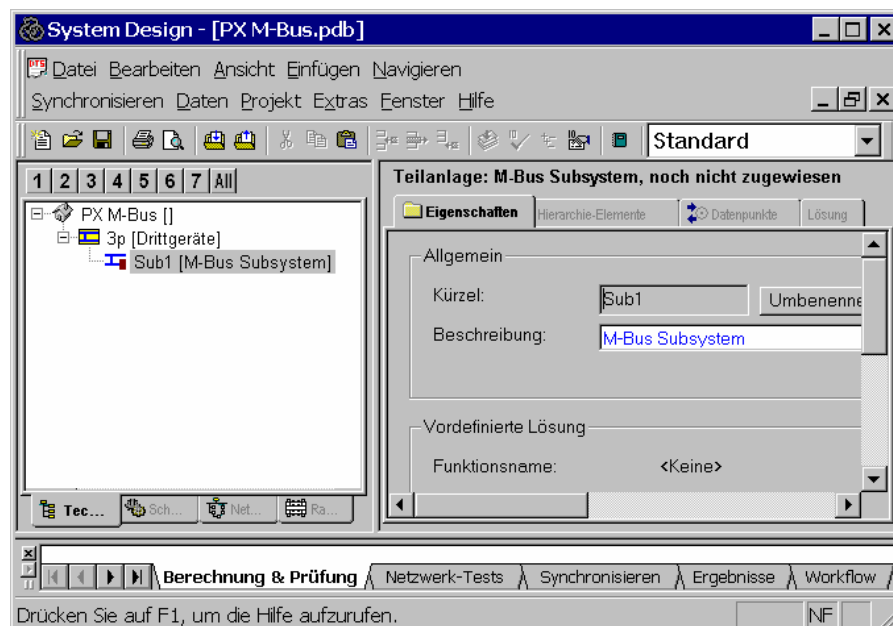 System Design - [PX M-Bus.pdb]
Datei Bearbeiten Ansicht Einfügen Navigieren
Synchronisieren Daten Projekt Extras Fenster Hilfe
Standard
1 2 3 4 5 6 7 All
PX M-Bus []
3p [Drittgeräte]
Sub1 [M-Bus Subsystem]
Tec... Sch... Net... Ra...
Teilanlage: M-Bus Subsystem, noch nicht zugewiesen
Eigenschaften Hierarchie-Elemente Datenpunkte Lösung
Allgemein
Kürzel: Sub1 Umbenenne
Beschreibung: M-Bus Subsystem
Vordefinierte Lösung
Funktionsname: <Keine>
Berechnung & Prüfung Netzwerk-Tests Synchronisieren Ergebnisse Workflow
Drücken Sie auf F1, um die Hilfe aufzurufen. NF